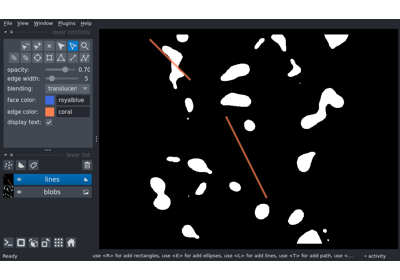 File View Window Plugins Help
layer controls
opacity: 0.70
edge width: 5
blending: translucen
face color: royalblue
edge color: coral
display text:
layer list
lines
blobs
Ready use <R> for add rectangles, use <E> for add ellipses, use <L> for add lines, use <T> for add path, use <... activity